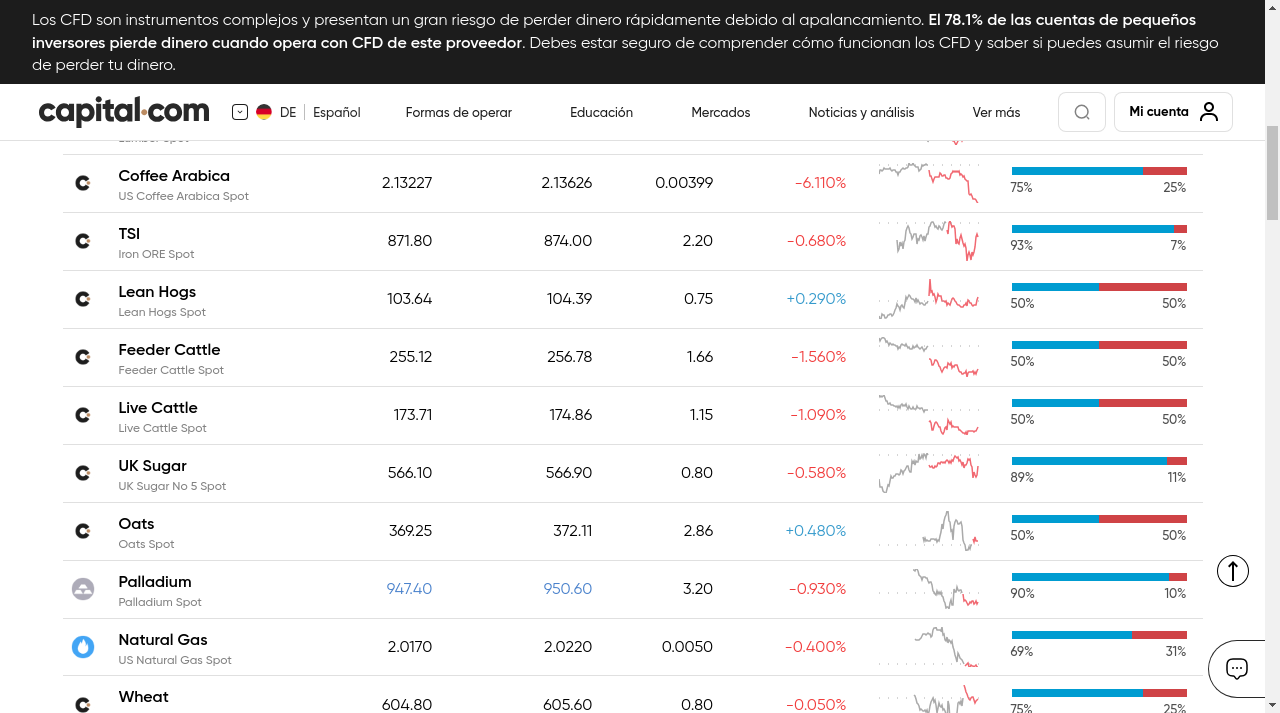 Los CFD son instrumentos complejos y presentan un gran riesgo de perder dinero rápidamente debido al apalancamiento. El 78.1% de las cuentas de pequeños
inversores pierde dinero cuando opera con CFD de este proveedor. Debes estar seguro de comprender cómo funcionan los CFD y saber si puedes asumir el riesgo
de perder tu dinero.
capital.com DE Español Formas de operar Educación Mercados Noticias y análisis Ver más Mi cuenta
Lumber Spot
Coffee Arabica 2.13227 2.13626 0.00399 -6.110%
US Coffee Arabica Spot 75% 25%
TSI 871.80 874.00 2.20 -0.680%
Iron ORE Spot 93% 7%
Lean Hogs 103.64 104.39 0.75 +0.290%
Lean Hogs Spot 50% 50%
Feeder Cattle 255.12 256.78 1.66 -1.560%
Feeder Cattle Spot 50% 50%
Live Cattle 173.71 174.86 1.15 -1.090%
Live Cattle Spot 50% 50%
UK Sugar 566.10 566.90 0.80 -0.580%
UK Sugar No 5 Spot 89% 11%
Oats 369.25 372.11 2.86 +0.480%
Oats Spot 50% 50%
Palladium 947.40 950.60 3.20 -0.930%
Palladium Spot 90% 10%
Natural Gas 2.0170 2.0220 0.0050 -0.400%
US Natural Gas Spot 69% 31%
Wheat 604.80 605.60 0.80 -0.050%
75% 25%